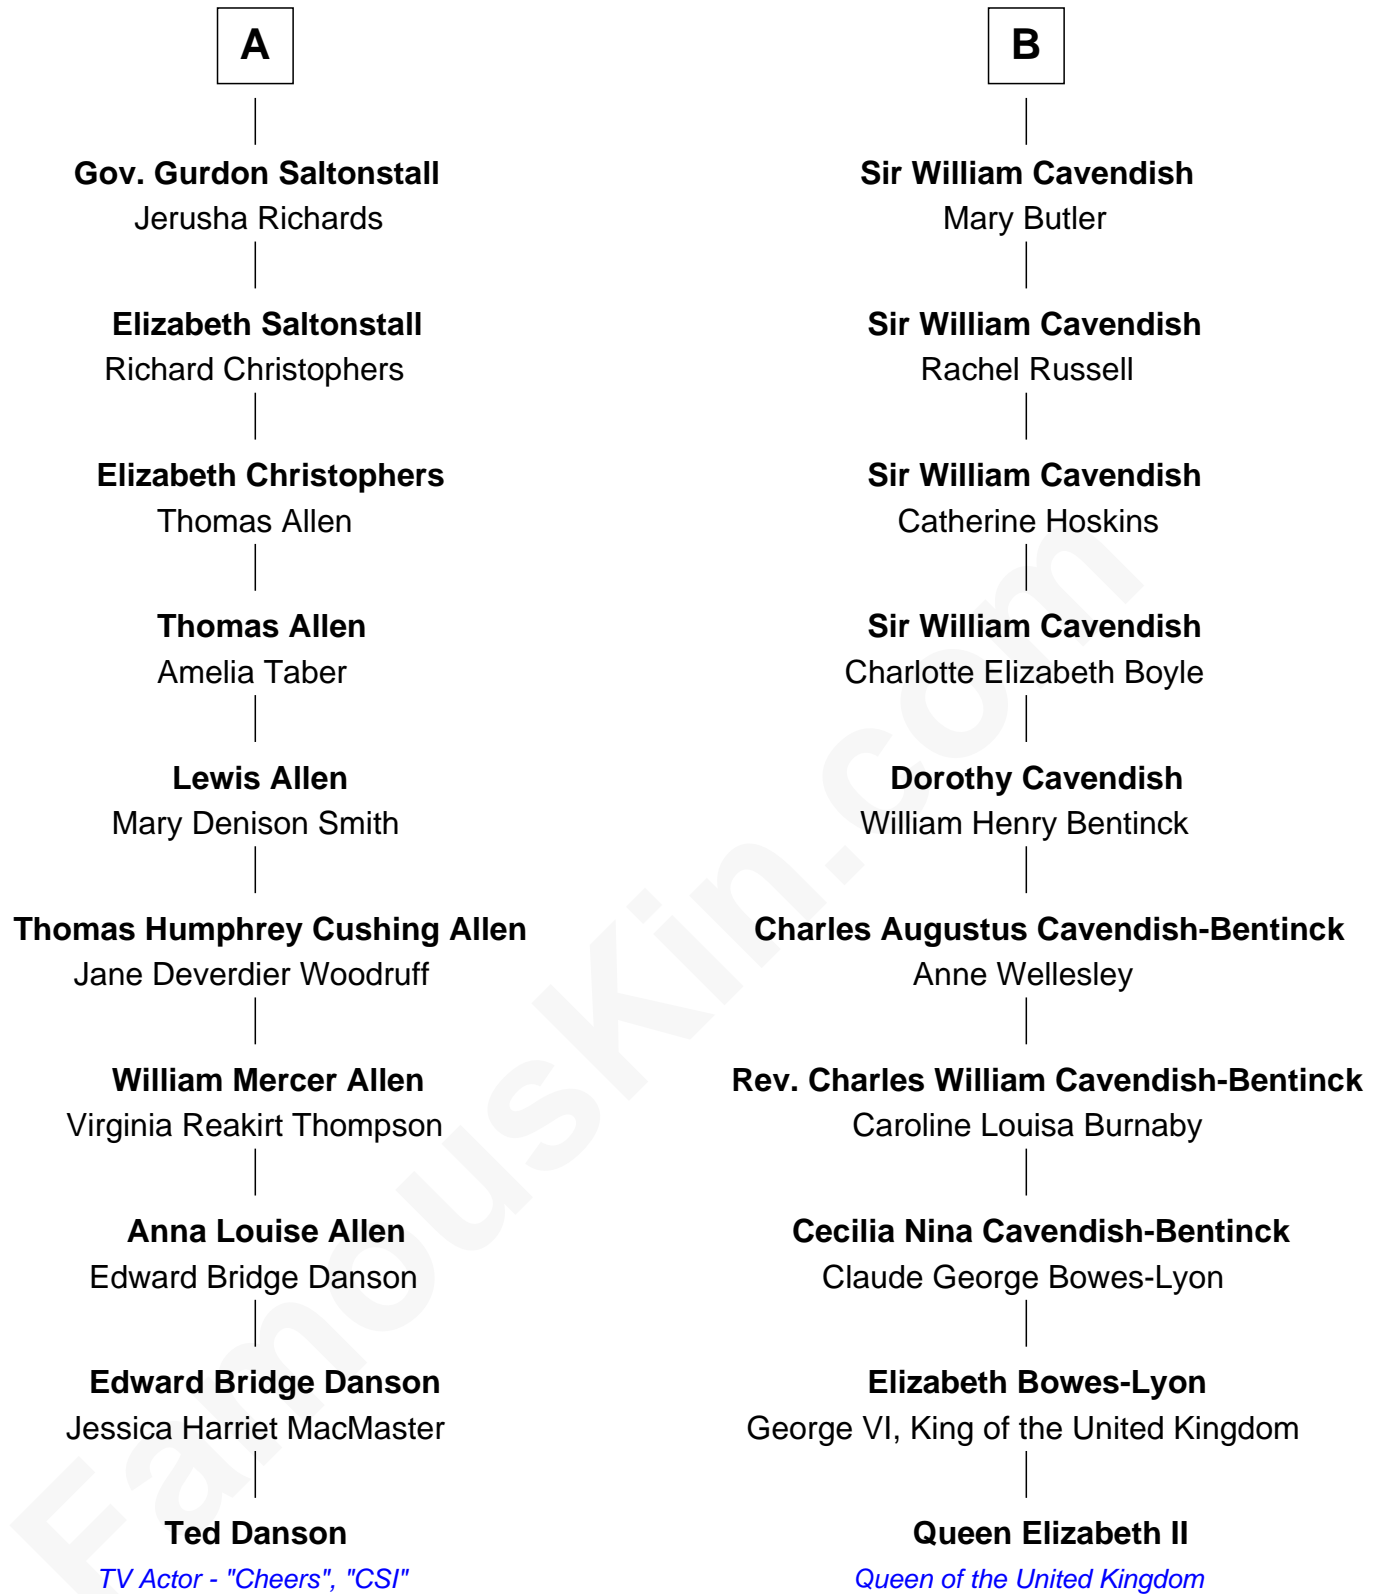 A
Gov. Gurdon Saltonstall
Jerusha Richards
Elizabeth Saltonstall
Richard Christophers
Elizabeth Christophers
Thomas Allen
Thomas Allen
Amelia Taber
Lewis Allen
Mary Denison Smith
Thomas Humphrey Cushing Allen
Jane Deverdier Woodruff
William Mercer Allen
Virginia Reakirt Thompson
Anna Louise Allen
Edward Bridge Danson
Edward Bridge Danson
Jessica Harriet MacMaster
Ted Danson
TV Actor - "Cheers", "CSI"
B
Sir William Cavendish
Mary Butler
Sir William Cavendish
Rachel Russell
Sir William Cavendish
Catherine Hoskins
Sir William Cavendish
Charlotte Elizabeth Boyle
Dorothy Cavendish
William Henry Bentinck
Charles Augustus Cavendish-Bentinck
Anne Wellesley
Rev. Charles William Cavendish-Bentinck
Caroline Louisa Burnaby
Cecilia Nina Cavendish-Bentinck
Claude George Bowes-Lyon
Elizabeth Bowes-Lyon
George VI, King of the United Kingdom
Queen Elizabeth II
Queen of the United Kingdom
FamousKin.com